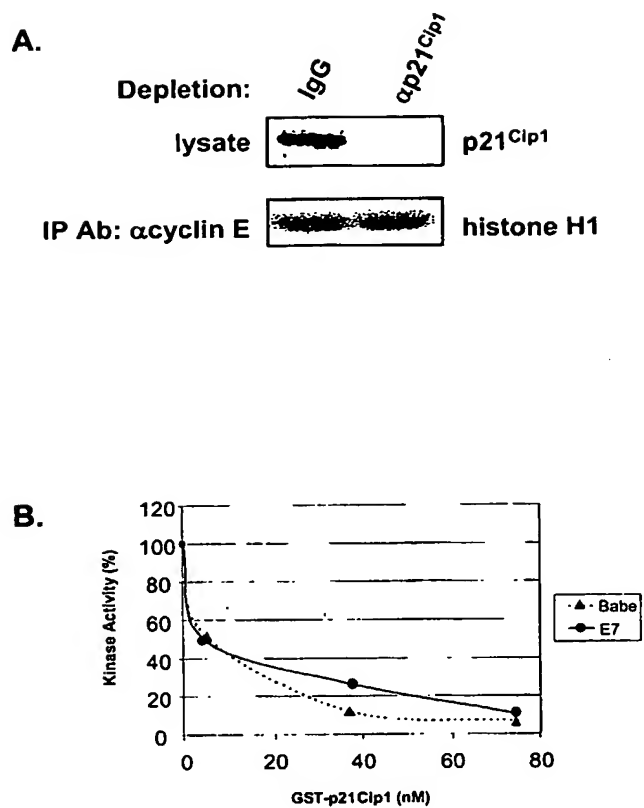 A.
Depletion: IgG αp21Cip1
lysate p21Cip1
IP Ab: αcyclin E histone H1
B.
Kinase Activity (%)
120
100
80
60
40
20
0
0 20 40 60 80
GST-p21Cip1 (nM)
Babe
E7